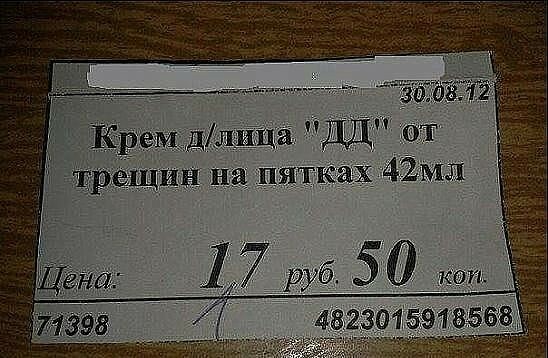 30.08.12
Крем д/лица "ДД" от
трещин на пятках 42мл
Цена: 17 руб. 50 коп.
71398 4823015918568